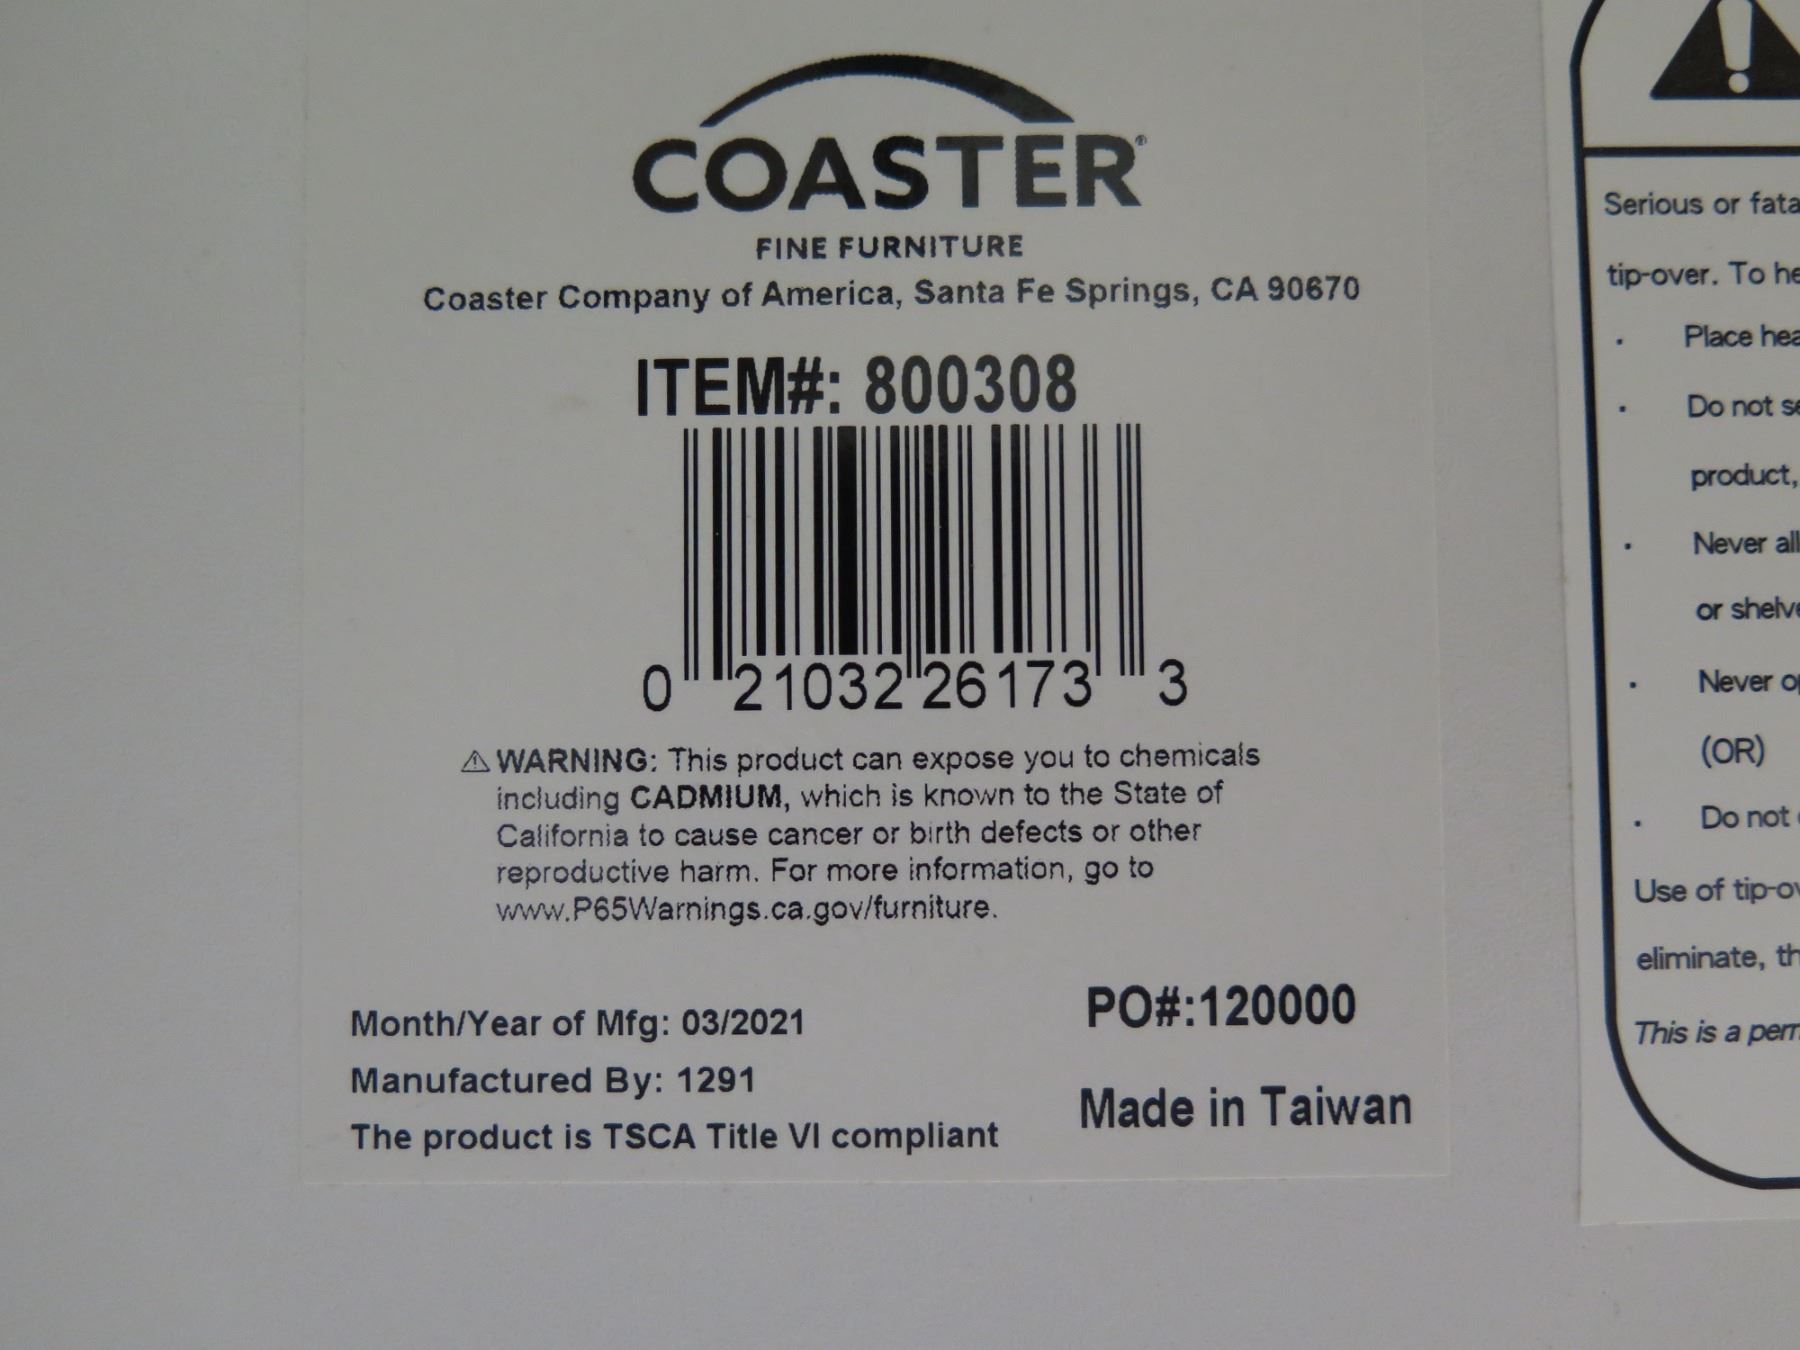 COASTER®
FINE FURNITURE
Coaster Company of America, Santa Fe Springs, CA 90670
ITEM#: 800308
0 21032 26173 3
⚠ WARNING: This product can expose you to chemicals
including CADMIUM, which is known to the State of
California to cause cancer or birth defects or other
reproductive harm. For more information, go to
www.P65Warnings.ca.gov/furniture.
Month/Year of Mfg: 03/2021
PO#:120000
Manufactured By: 1291
Made in Taiwan
The product is TSCA Title VI compliant
Serious or
tip-over. To
· Place
· Do not
product,
· Never
or
· Never
(OR)
· Do not
Use of
eliminate,
This is a